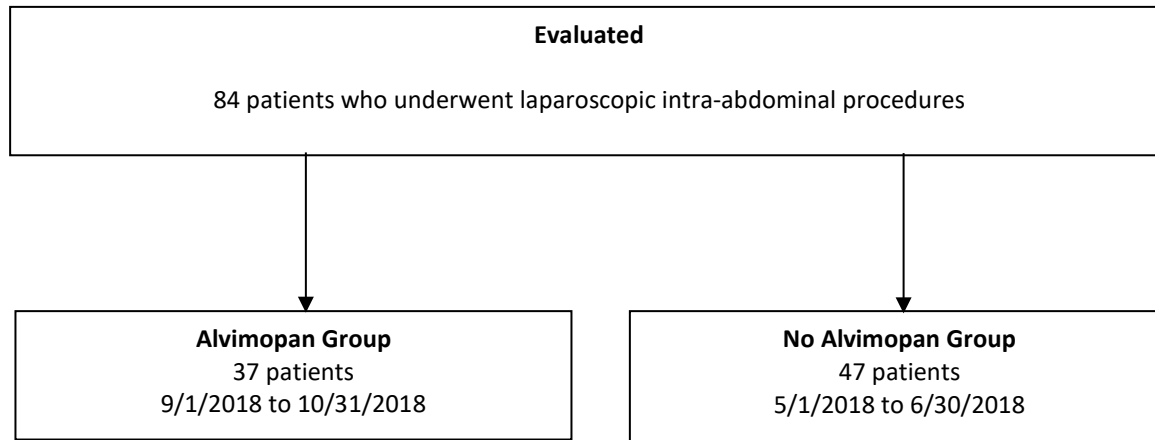 Evaluated
84 patients who underwent laparoscopic intra-abdominal procedures
Alvimopan Group
37 patients
9/1/2018 to 10/31/2018
No Alvimopan Group
47 patients
5/1/2018 to 6/30/2018